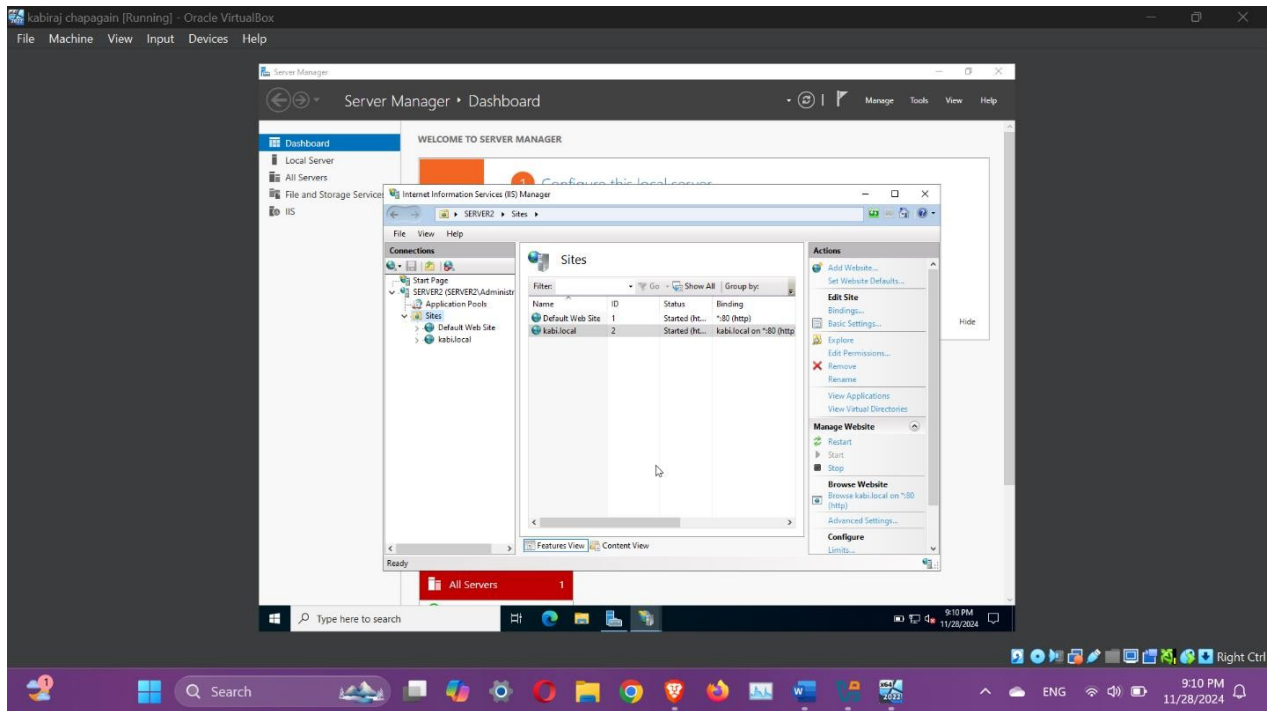 kabiraj chapagain [Running] - Oracle VirtualBox
File Machine View Input Devices Help
Server Manager
Server Manager ‣ Dashboard
Manage Tools View Help
Dashboard
Local Server
All Servers
File and Storage Services
IIS
WELCOME TO SERVER MANAGER
1 Configure this local server
Hide
Internet Information Services (IIS) Manager
SERVER2 Sites
File View Help
Connections
Start Page
SERVER2 (SERVER2\Administr
Application Pools
Sites
Default Web Site
kabi.local
Sites
Filter: Go Show All Group by:
Name ID Status Binding
Default Web Site 1 Started (ht... *:80 (http)
kabi.local 2 Started (ht... kabi.local on *:80 (http
Features View Content View
Actions
Add Website...
Set Website Defaults...
Edit Site
Bindings...
Basic Settings...
Explore
Edit Permissions...
Remove
Rename
View Applications
View Virtual Directories
Manage Website
Restart
Start
Stop
Browse Website
Browse kabi.local on *:80
(http)
Advanced Settings...
Configure
Limits...
Ready
All Servers 1
Type here to search
9:10 PM
11/28/2024
Right Ctrl
1
Search
X64
2022
ENG
9:10 PM
11/28/2024